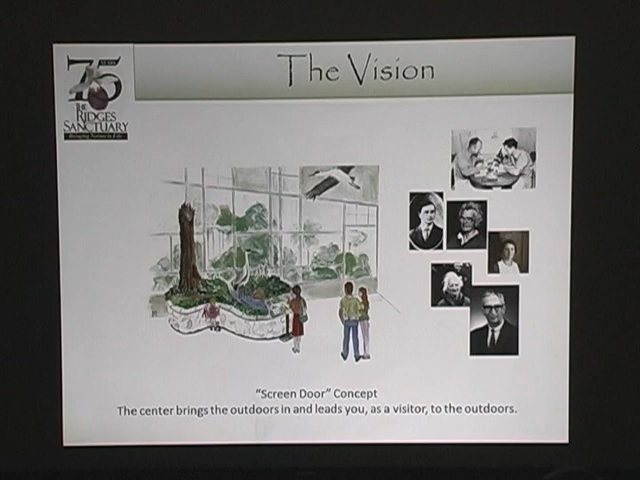 The Vision
75
THE
RIDGES
SANCTUARY
"Screen Door" Concept
The center brings the outdoors in and leads you, as a visitor, to the outdoors.